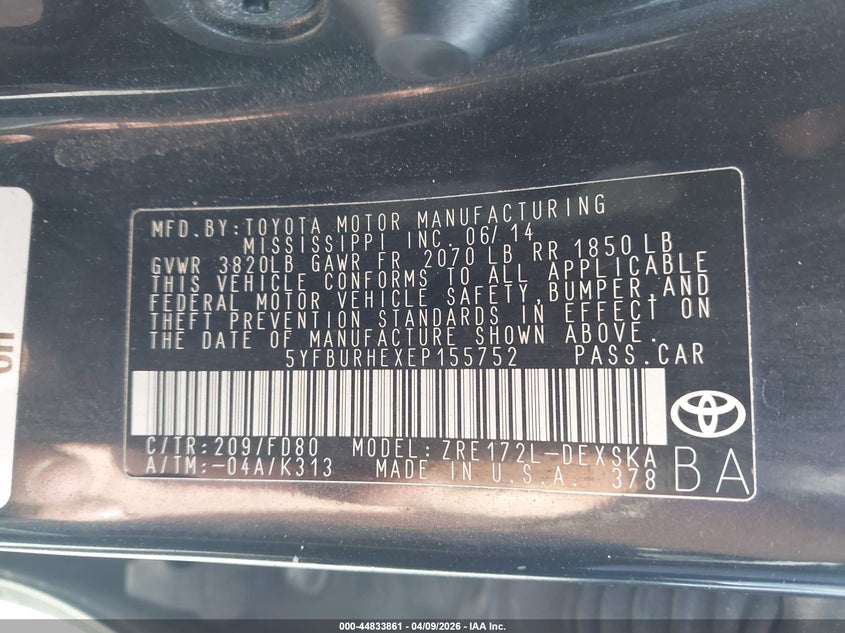 MFD.BY:TOYOTA MOTOR MANUFACTURING
MISSISSIPPI INC. 06/14
GVWR 3820LB GAWR FR 2070 LB RR 1850 LB
THIS VEHICLE CONFORMS TO ALL APPLICABLE
FEDERAL MOTOR VEHICLE SAFETY,BUMPER,AND
THEFT PREVENTION STANDARDS IN EFFECT ON
THE DATE OF MANUFACTURE SHOWN ABOVE.
5YFBURHEXEP155752 PASS.CAR
C/TR:209/FD80 MODEL:ZRE172L-DEXSKA
A/TM:-04A/K313 MADE IN U.S.A. 378
BA
000-44833861 - 04/09/2026 - IAA Inc.